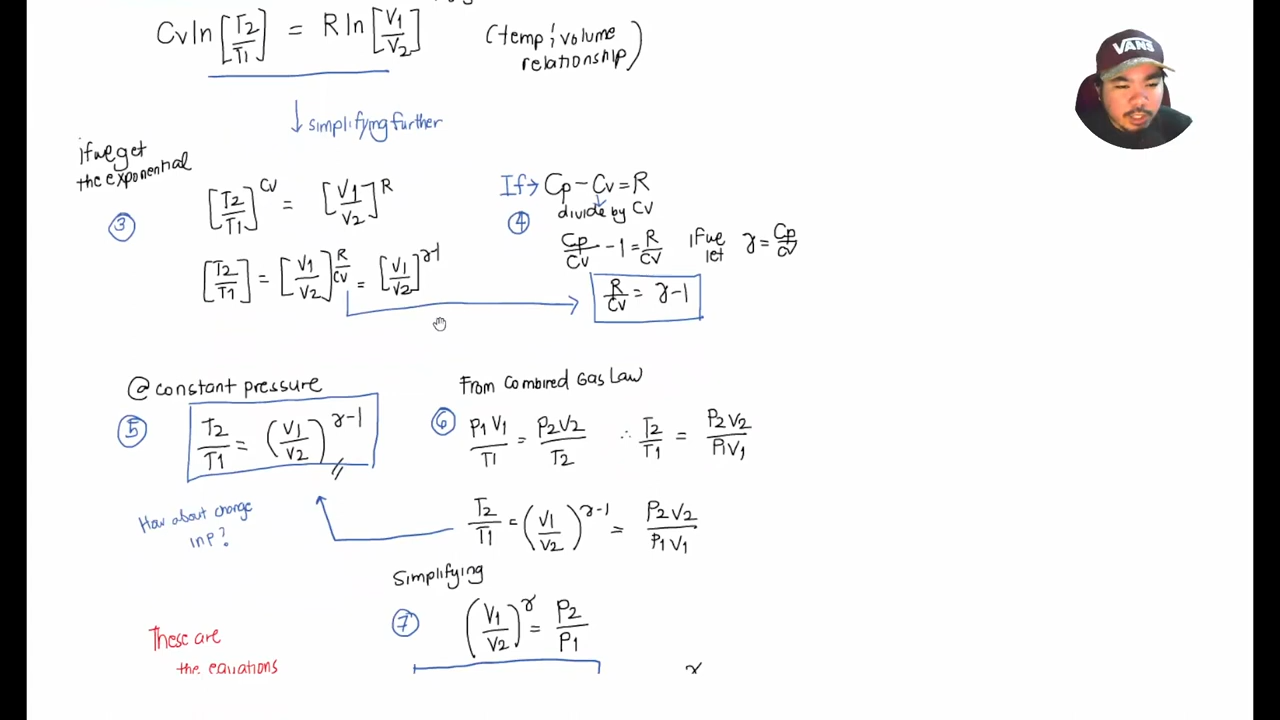 Cv ln [T2/T1] = R ln [V1/V2]
(temp & volume
relationship)
↓ simplifying further
if we get
the exponential
③
[T2/T1]^Cv = [V1/V2]^R
[T2/T1] = [V1/V2]^R/Cv = [V1/V2]^γ-1
If → Cp - Cv = R
④ divide by Cv
Cp/Cv - 1 = R/Cv if we let γ = Cp/Cv
R/Cv = γ-1
@ constant pressure
⑤ T2/T1 = (V1/V2)^γ-1
How about change
in P?
From Combined Gas Law
⑥ P1V1/T1 = P2V2/T2 ∴ T2/T1 = P2V2/P1V1
T2/T1 = (V1/V2)^γ-1 = P2V2/P1V1
Simplifying
⑦ (V1/V2)^γ = P2/P1
These are
the equations
γ
VANS